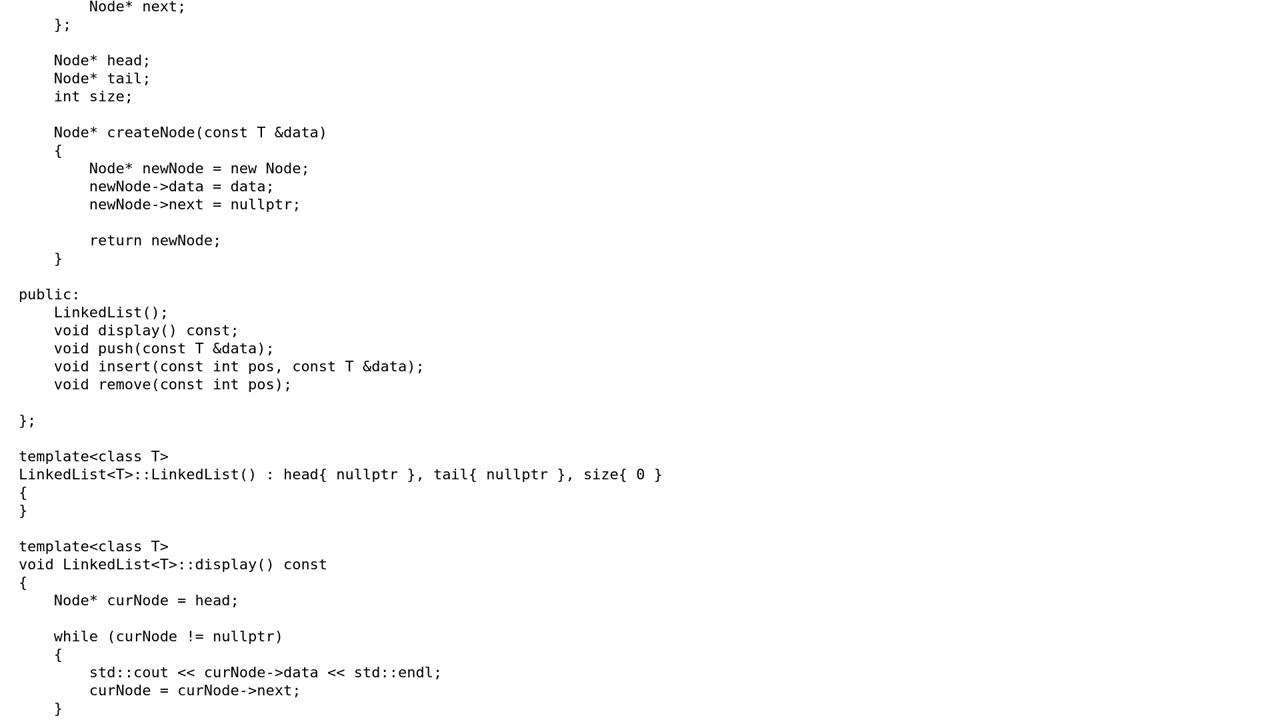 Node* next;
    };

    Node* head;
    Node* tail;
    int size;

    Node* createNode(const T &data)
    {
        Node* newNode = new Node;
        newNode->data = data;
        newNode->next = nullptr;

        return newNode;
    }

public:
    LinkedList();
    void display() const;
    void push(const T &data);
    void insert(const int pos, const T &data);
    void remove(const int pos);

};

template<class T>
LinkedList<T>::LinkedList() : head{ nullptr }, tail{ nullptr }, size{ 0 }
{
}

template<class T>
void LinkedList<T>::display() const
{
    Node* curNode = head;

    while (curNode != nullptr)
    {
        std::cout << curNode->data << std::endl;
        curNode = curNode->next;
    }